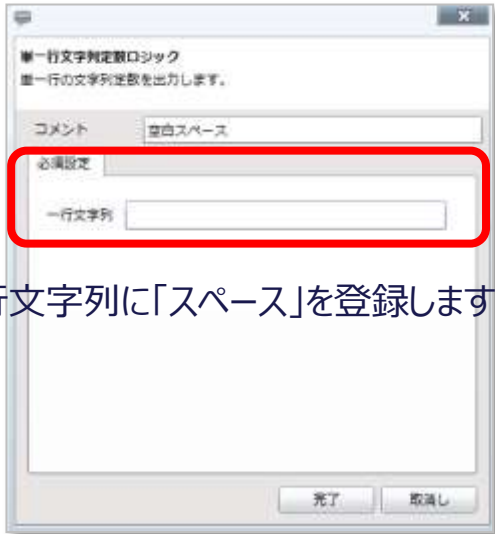 単一行文字列定数ロジック
単一行の文字列定数を出力します。
コメント 空白スペース
必須設定
一行文字列
行文字列に「スペース」を登録します
完了 取消し